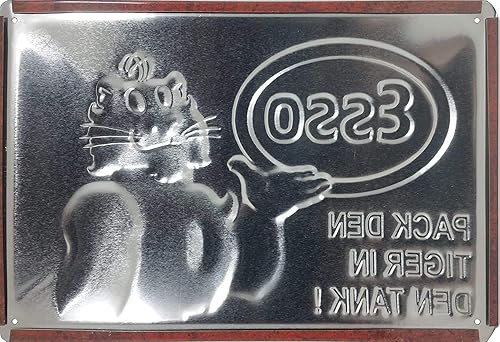 Esso
PACK DEN
TIGER IN
DEN TANK!